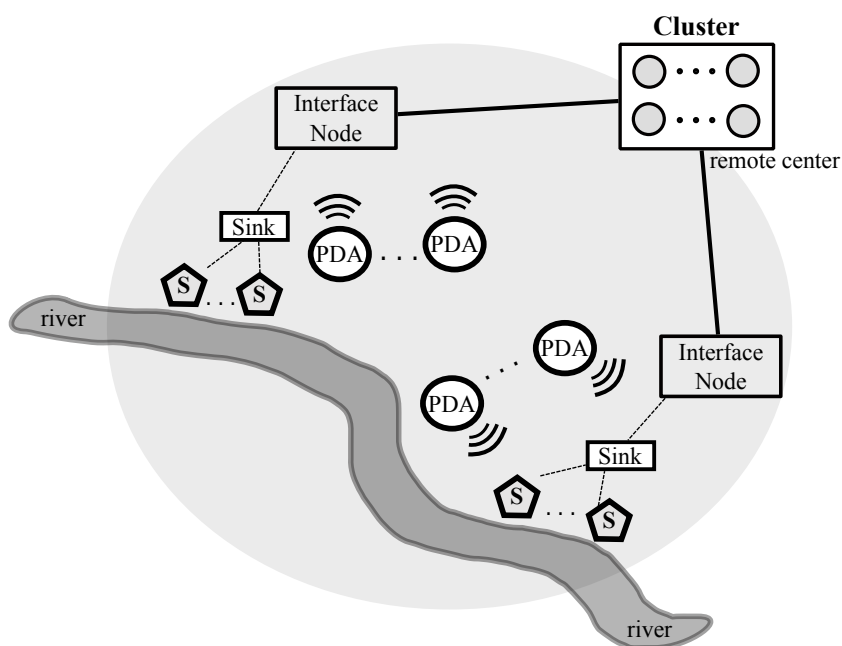 Cluster
• • •
• • •
remote center
Interface
Node
Sink
PDA
. . .
PDA
S
. . .
S
river
PDA
. . .
PDA
Interface
Node
Sink
S
. . .
S
river